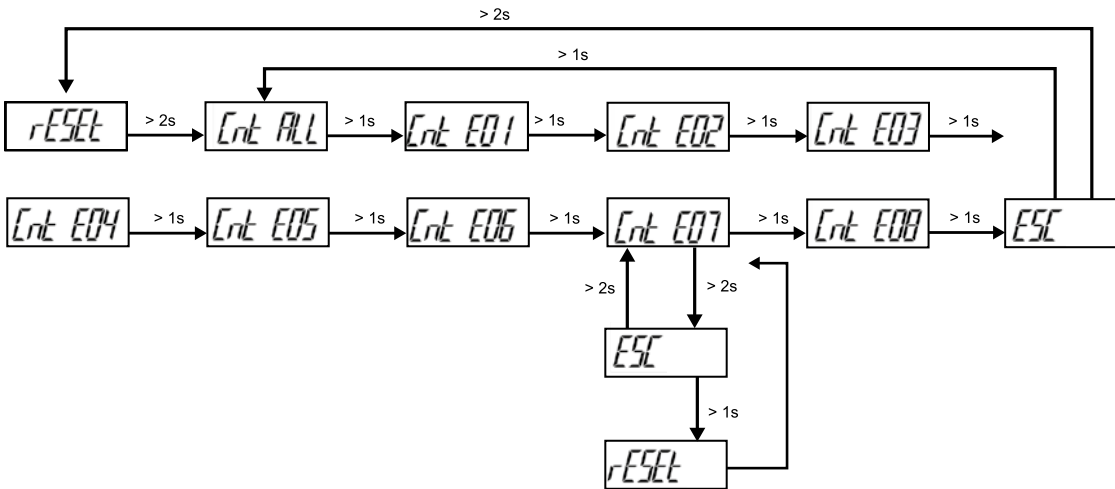 > 2s
> 1s
rESEt > 2s Cnt ALL > 1s Cnt E01 > 1s Cnt E02 > 1s Cnt E03 > 1s
Cnt E04 > 1s Cnt E05 > 1s Cnt E06 > 1s Cnt E07 > 1s Cnt E08 > 1s ESC
> 2s > 2s
ESC
> 1s
rESEt